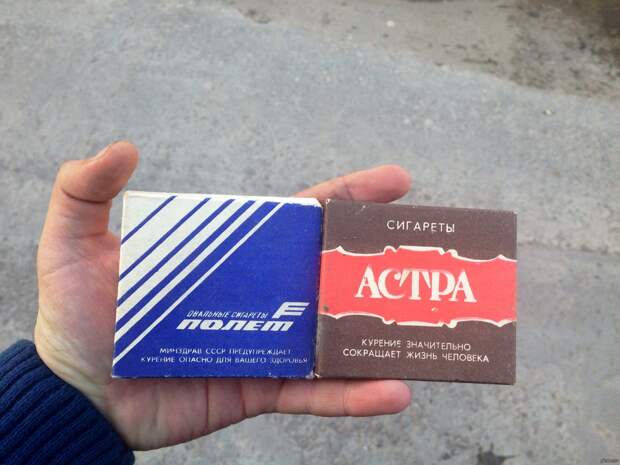 ОВАЛЬНЫЕ СИГАРЕТЫ
ПОЛЕТ
МИНЗДРАВ СССР ПРЕДУПРЕЖДАЕТ
КУРЕНИЕ ОПАСНО ДЛЯ ВАШЕГО ЗДОРОВЬЯ
СИГАРЕТЫ
АСТРА
КУРЕНИЕ ЗНАЧИТЕЛЬНО
СОКРАЩАЕТ ЖИЗНЬ ЧЕЛОВЕКА